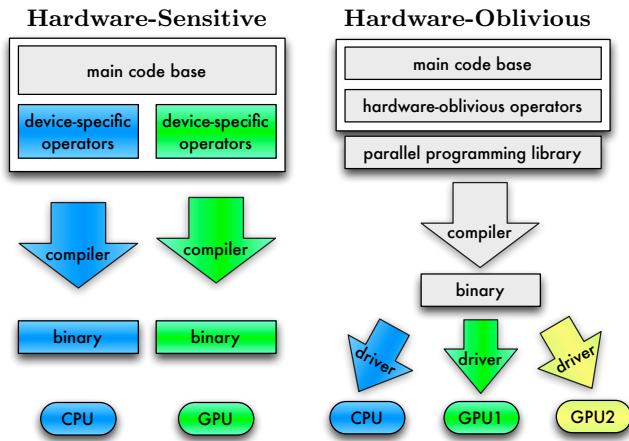 Hardware-Sensitive
main code base
device-specific
operators
device-specific
operators
compiler
compiler
binary
binary
CPU
GPU
Hardware-Oblivious
main code base
hardware-oblivious operators
parallel programming library
compiler
binary
driver
driver
driver
CPU
GPU1
GPU2